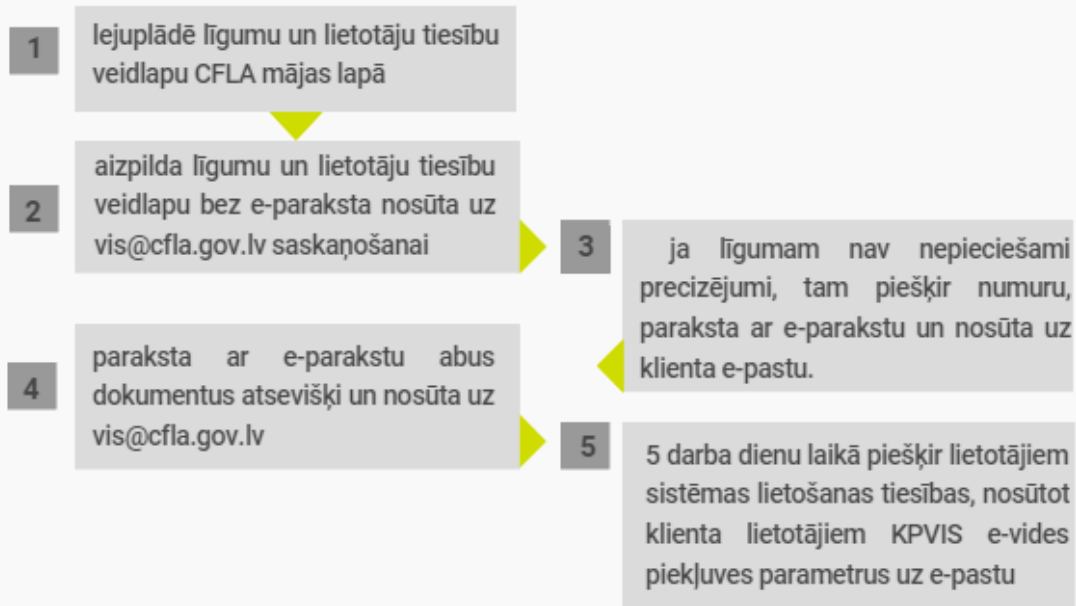 1
lejuplādē līgumu un lietotāju tiesību
veidlapu CFLA mājas lapā
2
aizpilda līgumu un lietotāju tiesību
veidlapu bez e-paraksta nosūta uz
vis@cfla.gov.lv saskaņošanai
3
ja līgumam nav nepieciešami
precizējumi, tam piešķir numuru,
paraksta ar e-parakstu un nosūta uz
klienta e-pastu.
4
paraksta ar e-parakstu abus
dokumentus atsevišķi un nosūta uz
vis@cfla.gov.lv
5
5 darba dienu laikā piešķir lietotājiem
sistēmas lietošanas tiesības, nosūtot
klienta lietotājiem KPVIS e-vides
piekļuves parametrus uz e-pastu